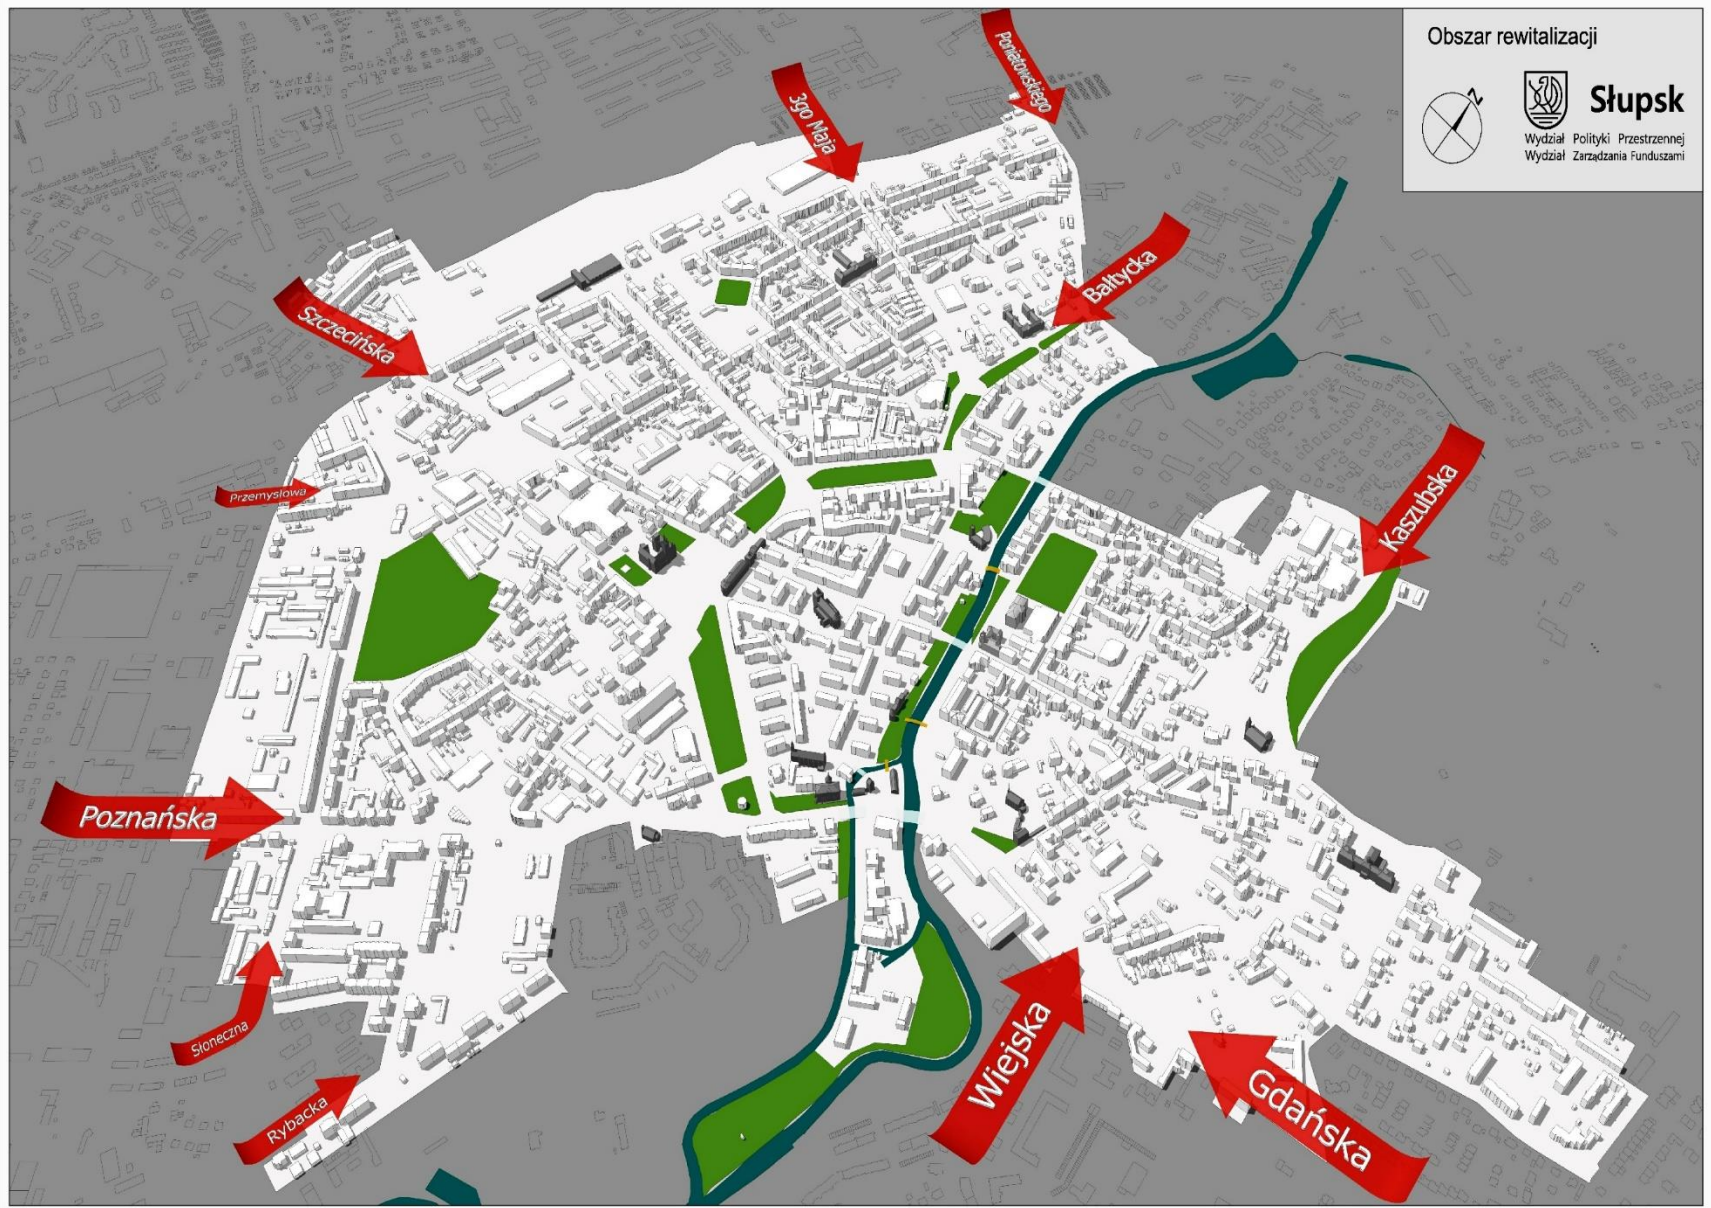 Obszar rewitalizacji
N
Słupsk
Wydział Polityki Przestrzennej
Wydział Zarządzania Funduszami
Poniatowskiego
3go Maja
Bałtycka
Szczecińska
Kaszubska
Przemysłowa
Poznańska
Słoneczna
Rybacka
Wiejska
Gdańska